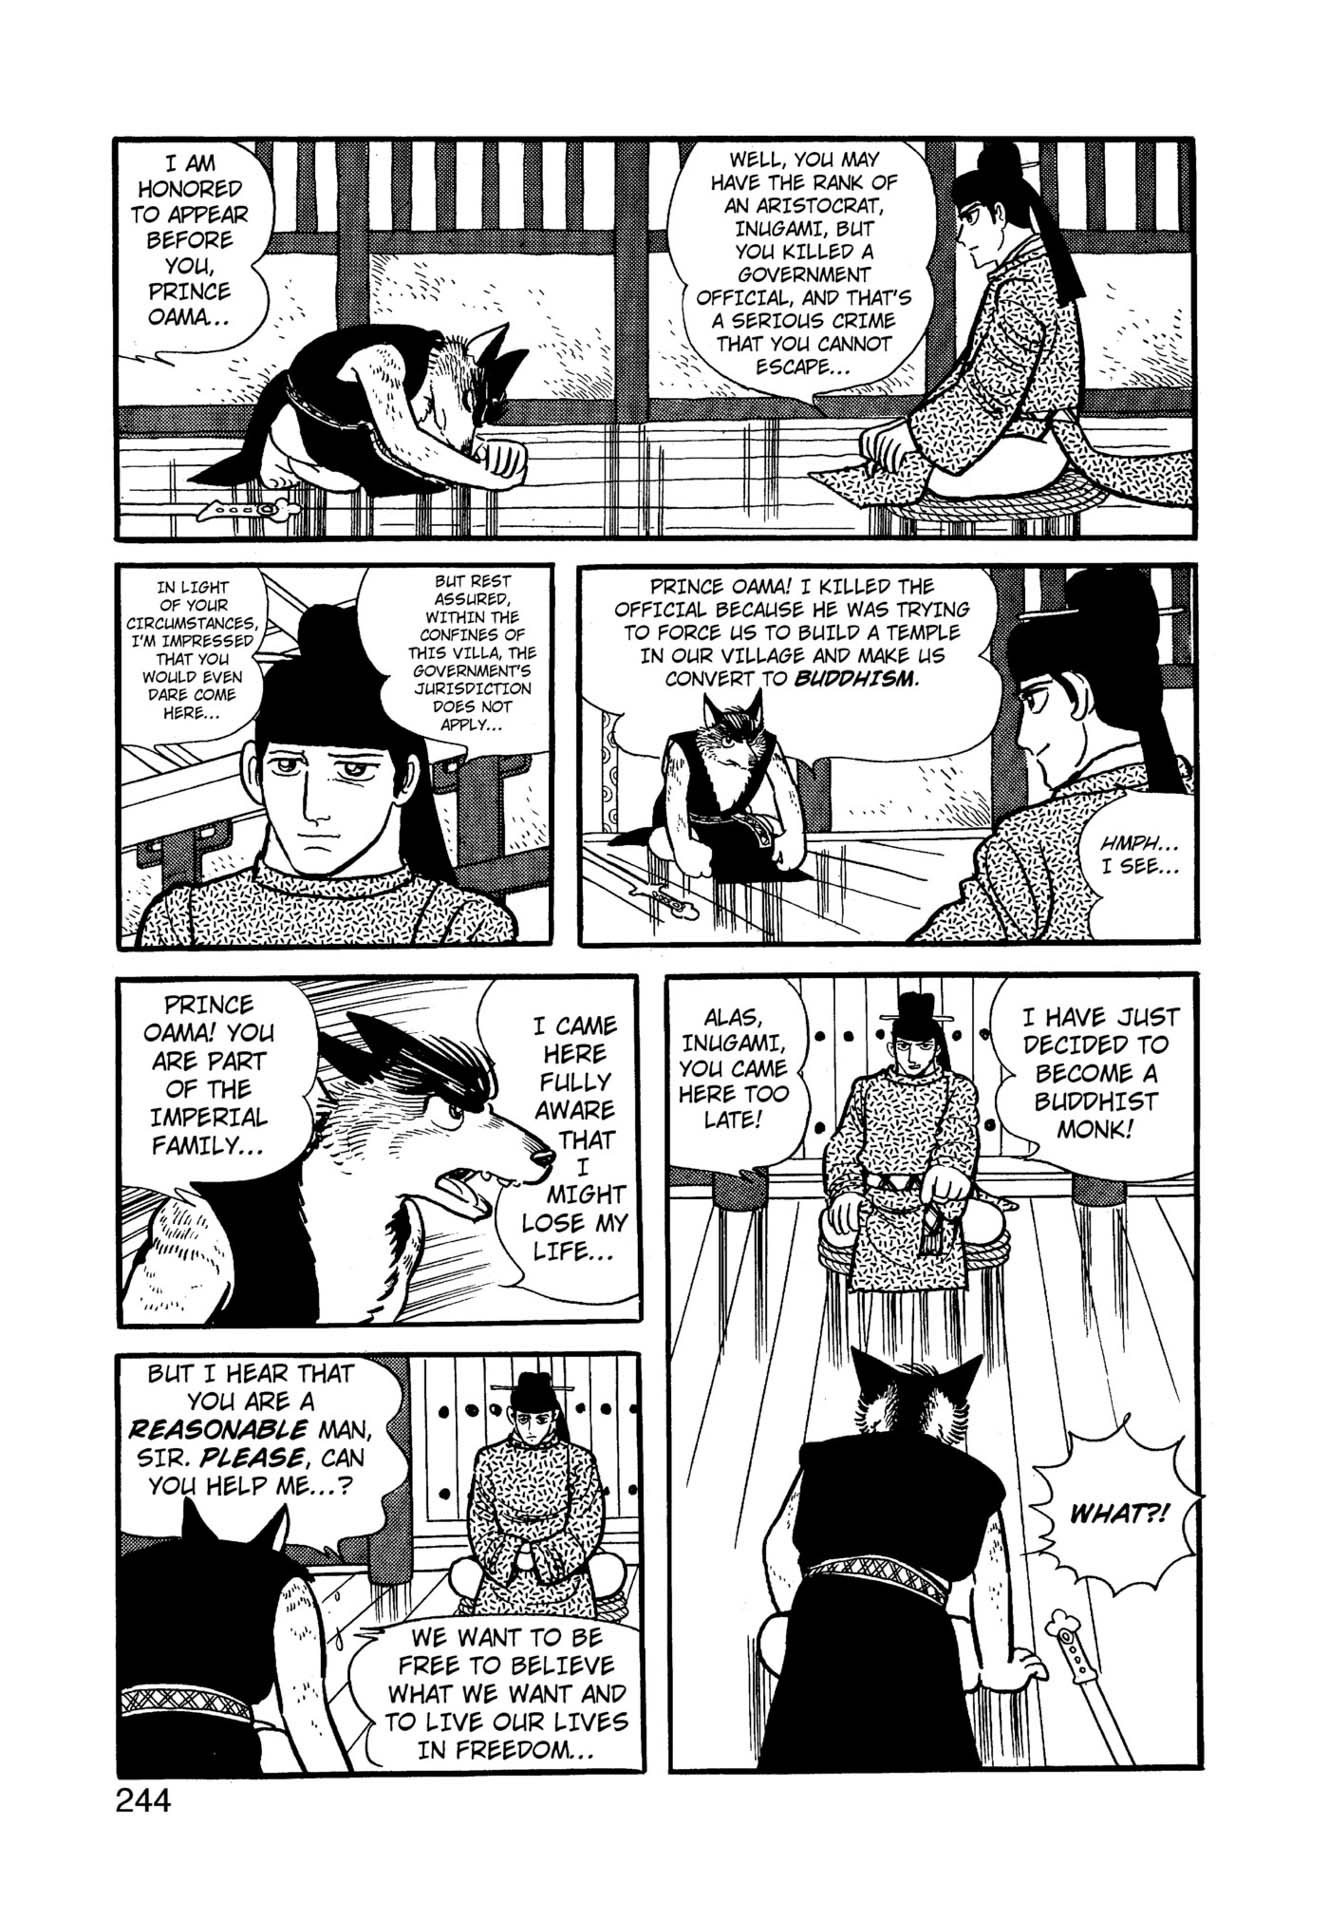 I AM
HONORED
TO APPEAR
BEFORE
YOU,
PRINCE
OAMA...
WELL, YOU MAY
HAVE THE RANK OF
AN ARISTOCRAT,
INUGAMI, BUT
YOU KILLED A
GOVERNMENT
OFFICIAL, AND THAT'S
A SERIOUS CRIME
THAT YOU CANNOT
ESCAPE...
IN LIGHT
OF YOUR
CIRCUMSTANCES,
I'M IMPRESSED
THAT YOU
WOULD EVEN
DARE COME
HERE...
BUT REST
ASSURED,
WITHIN THE
CONFINES OF
THIS VILLA, THE
GOVERNMENT'S
JURISDICTION
DOES NOT
APPLY...
PRINCE OAMA! I KILLED THE
OFFICIAL BECAUSE HE WAS TRYING
TO FORCE US TO BUILD A TEMPLE
IN OUR VILLAGE AND MAKE US
CONVERT TO BUDDHISM.
HMPH...
I SEE...
PRINCE
OAMA! YOU
ARE PART
OF THE
IMPERIAL
FAMILY...
I CAME
HERE
FULLY
AWARE
THAT
I
MIGHT
LOSE MY
LIFE...
BUT I HEAR THAT
YOU ARE A
REASONABLE MAN,
SIR. PLEASE, CAN
YOU HELP ME...?
WE WANT TO BE
FREE TO BELIEVE
WHAT WE WANT AND
TO LIVE OUR LIVES
IN FREEDOM...
ALAS,
INUGAMI,
YOU CAME
HERE TOO
LATE!
I HAVE JUST
DECIDED TO
BECOME A
BUDDHIST
MONK!
WHAT?!
244